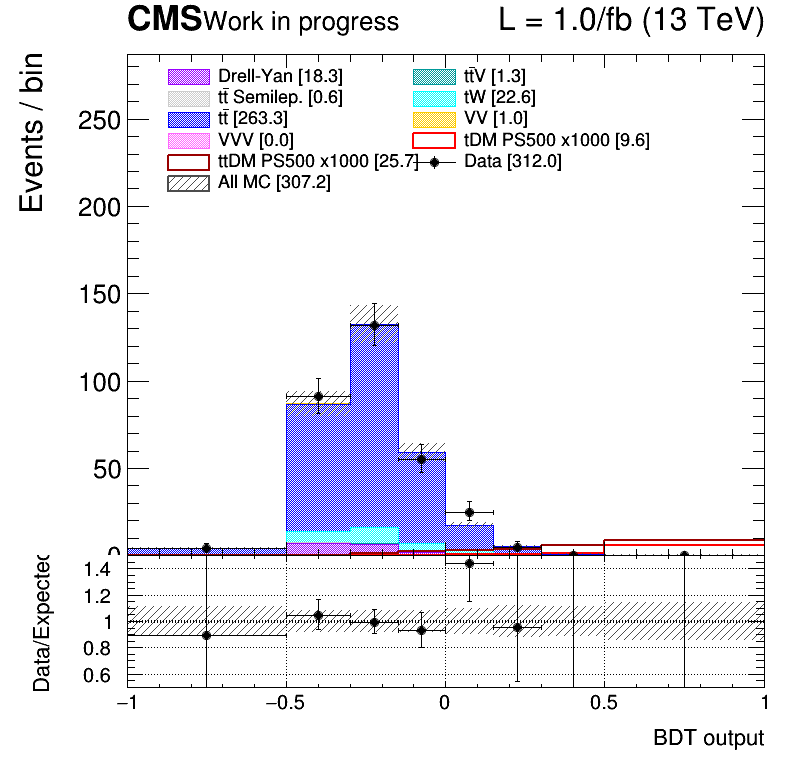 CMS Work in progress L = 1.0/fb (13 TeV)
Events / bin
Drell-Yan [18.3] tt̄V [1.3]
tt̄ Semilep. [0.6] tW [22.6]
tt̄ [263.3] VV [1.0]
VVV [0.0] tDM PS500 x1000 [9.6]
ttDM PS500 x1000 [25.7] Data [312.0]
All MC [307.2]
250
200
150
100
50
0
Data/Expected
1.4
1.2
1
0.8
0.6
−1 −0.5 0 0.5 1
BDT output